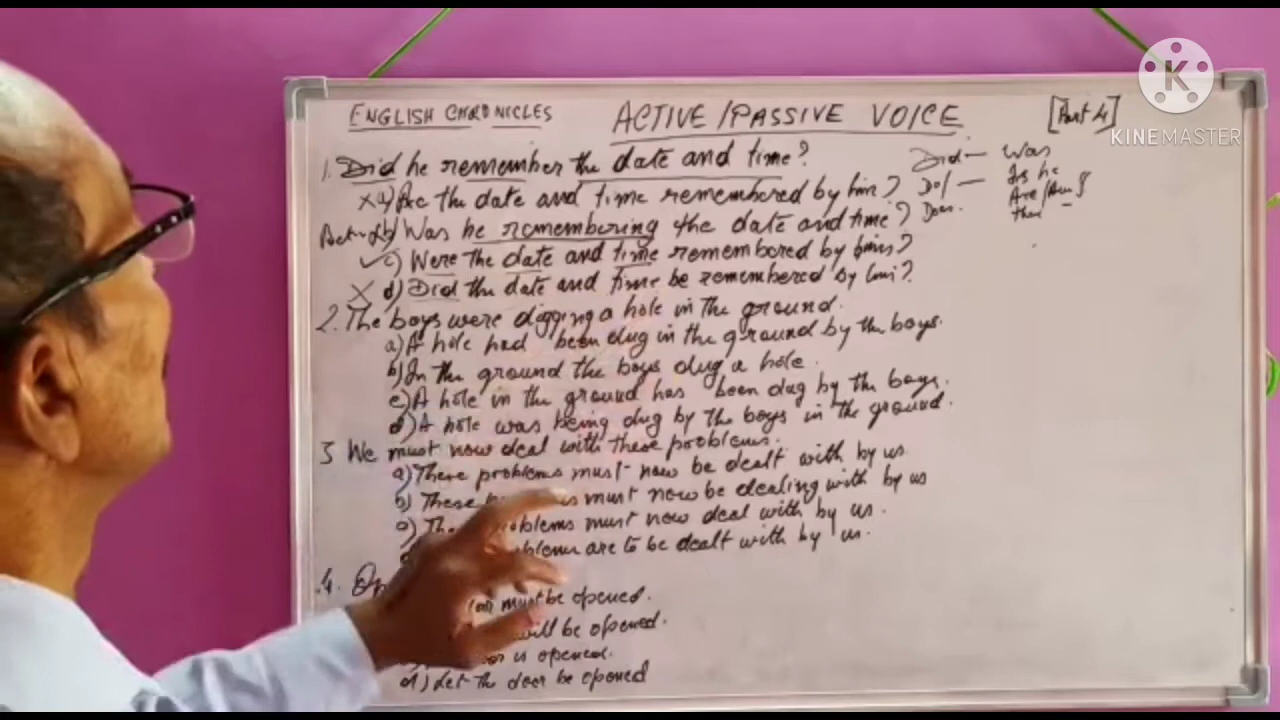 ENGLISH CHRONICLES ACTIVE/PASSIVE VOICE [Part 4]
K
KINEMASTER
1. Did he remember the date and time?
Did — Was
X a) Are the date and time remembered by him?
Do/ — Is he
Does. Are/
b) Was he remembering the date and time?
✓ c) Were the date and time remembered by him?
X d) Did the date and time be remembered by him?
2. The boys were digging a hole in the ground.
a) A hole had been dug in the ground by the boys.
b) In the ground the boys dug a hole.
c) A hole in the ground has been dug by the boys.
d) A hole was being dug by the boys in the ground.
3 We must now deal with these problems.
a) These problems must now be dealt with by us.
b) These must now be dealing with by us
c) problems must now deal with by us.
are to be dealt with by us.
4. Op
must be opened.
will be opened.
is opened.
d) Let the door be opened